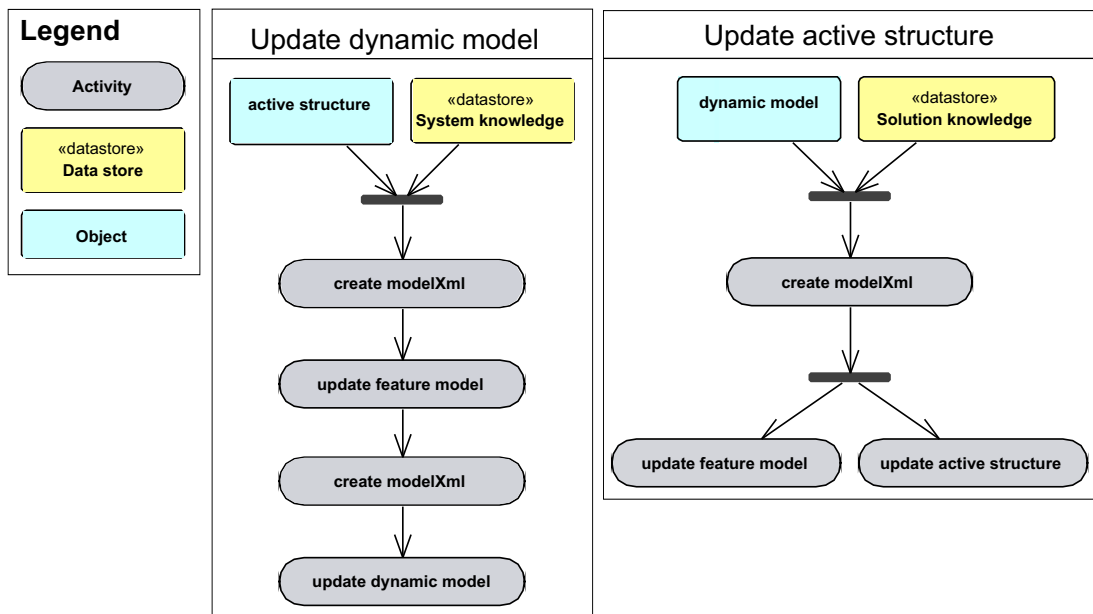 Legend
Activity
«datastore»
Data store
Object
Update dynamic model
active structure
«datastore»
System knowledge
create modelXml
update feature model
create modelXml
update dynamic model
Update active structure
dynamic model
«datastore»
Solution knowledge
create modelXml
update feature model
update active structure